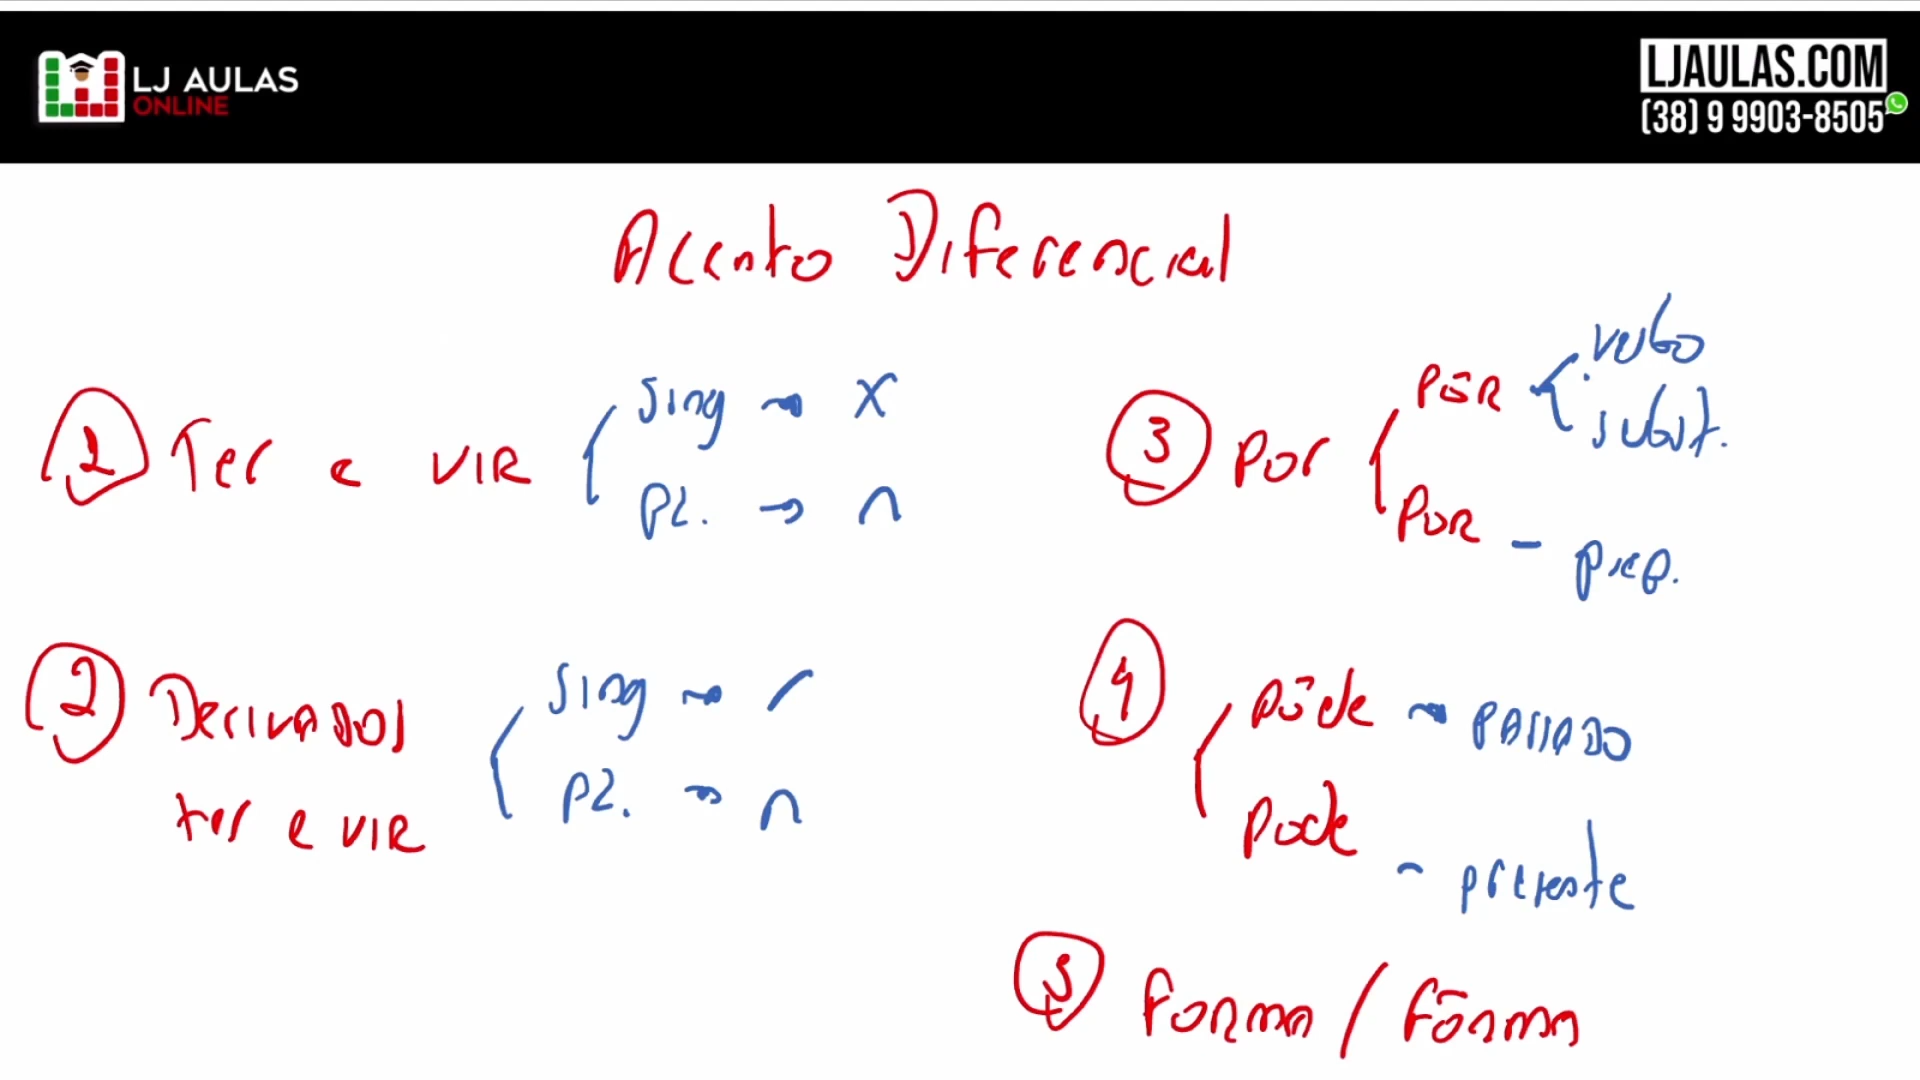 LJ AULAS
ONLINE
LJAULAS.COM
(38) 9 9903-8505
Acento Diferencial
1 Ter e VIR
Sing → X
PL. → ^
2 Derivados
ter e VIR
Sing → ´
PL. → ^
3 Por
PÔR
verbo
subst.
POR - prep.
4
pôde → PASSADO
pode - presente
5 Forma / Fôrma